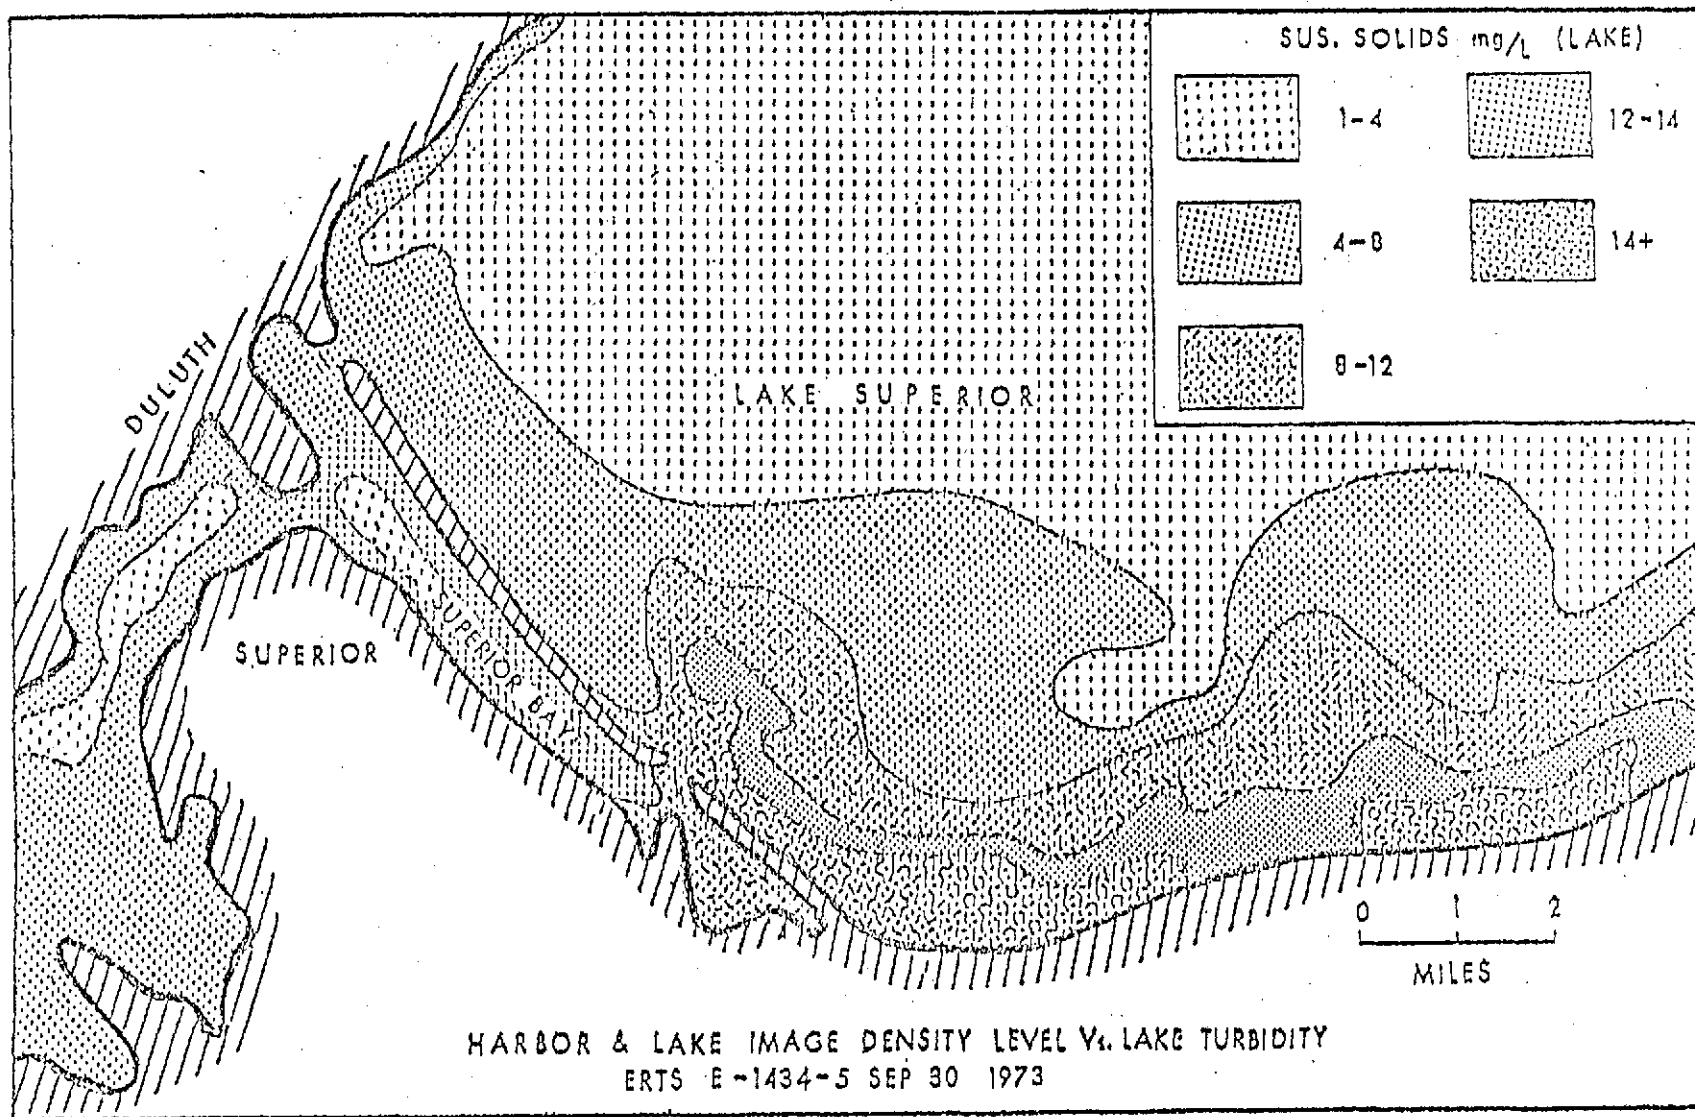 SUS. SOLIDS mg/L (LAKE)
1-4
12-14
4-8
14+
8-12
DULUTH
LAKE SUPERIOR
SUPERIOR
SUPERIOR BAY
0 1 2
MILES
HARBOR & LAKE IMAGE DENSITY LEVEL Vs. LAKE TURBIDITY
ERTS E-1434-5 SEP 30 1973